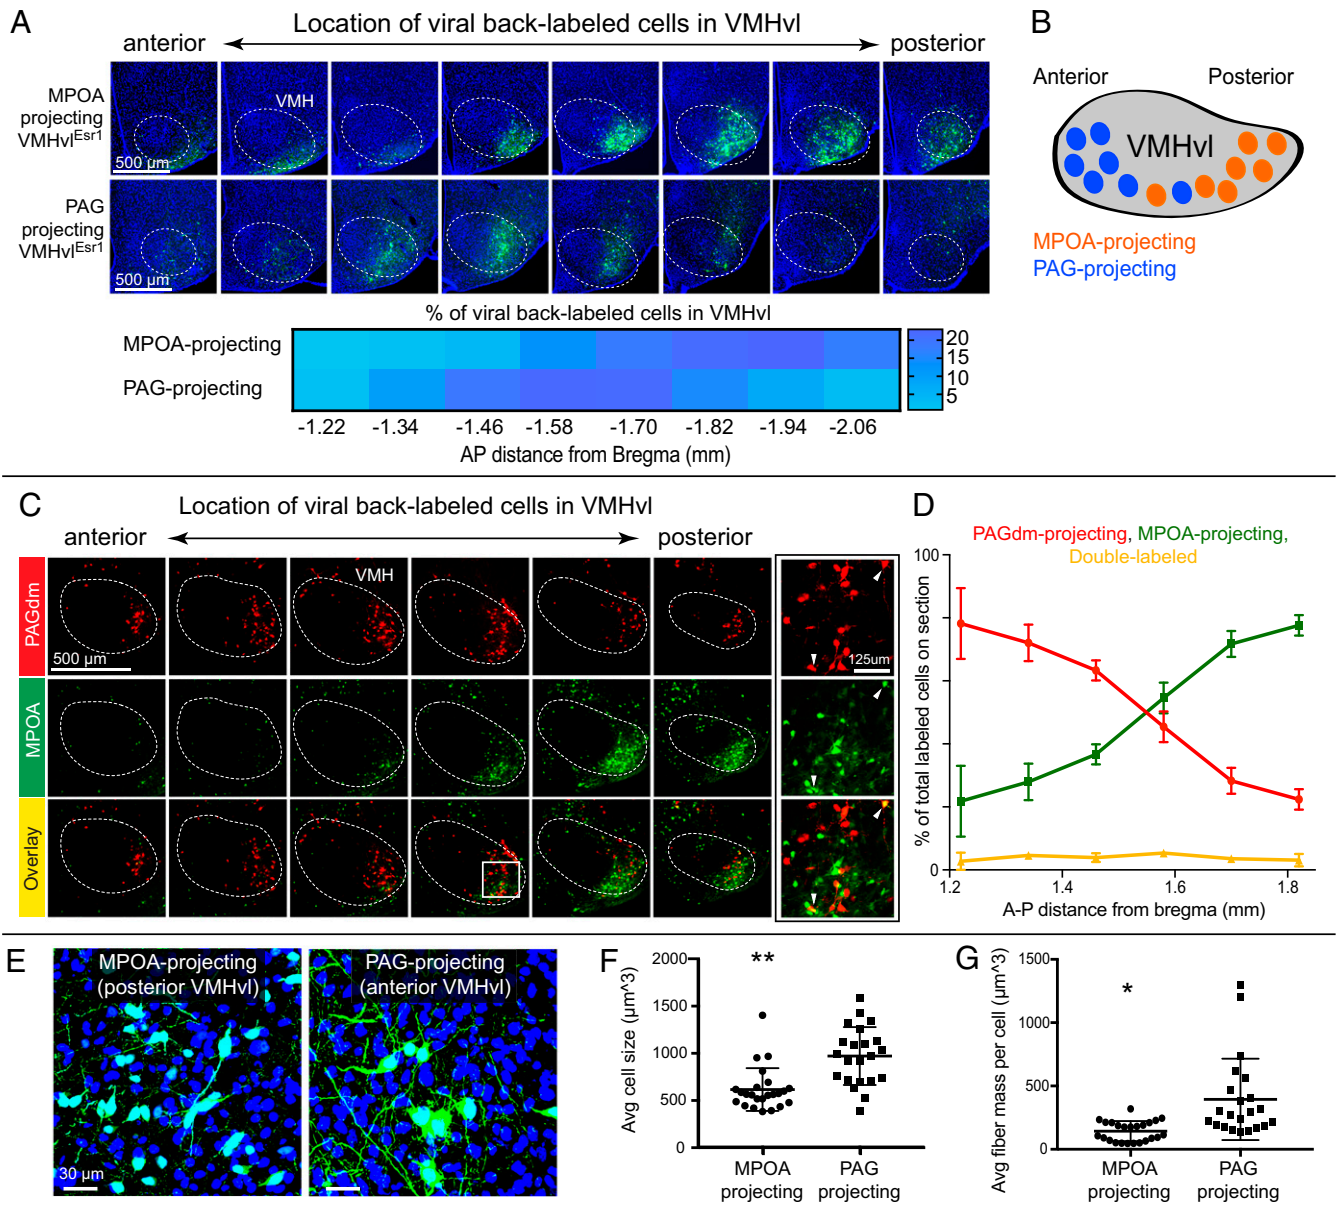 A
Location of viral back-labeled cells in VMHvl
anterior
posterior
MPOA
projecting
VMHvl^Esr1
VMH
500 µm
PAG
projecting
VMHvl^Esr1
500 µm
% of viral back-labeled cells in VMHvl
MPOA-projecting
PAG-projecting
20
15
10
5
-1.22 -1.34 -1.46 -1.58 -1.70 -1.82 -1.94 -2.06
AP distance from Bregma (mm)
B
Anterior
Posterior
VMHvl
MPOA-projecting
PAG-projecting
C
Location of viral back-labeled cells in VMHvl
anterior
posterior
PAGdm
VMH
500 µm
125um
MPOA
Overlay
D
PAGdm-projecting, MPOA-projecting,
Double-labeled
% of total labeled cells on section
100
0
1.2 1.4 1.6 1.8
A-P distance from bregma (mm)
E
MPOA-projecting
(posterior VMHvl)
30 µm
PAG-projecting
(anterior VMHvl)
F
Avg cell size (µm^3)
2000
1500
1000
500
0
**
MPOA
projecting
PAG
projecting
G
Avg fiber mass per cell (µm^3)
1500
1000
500
0
*
MPOA
projecting
PAG
projecting